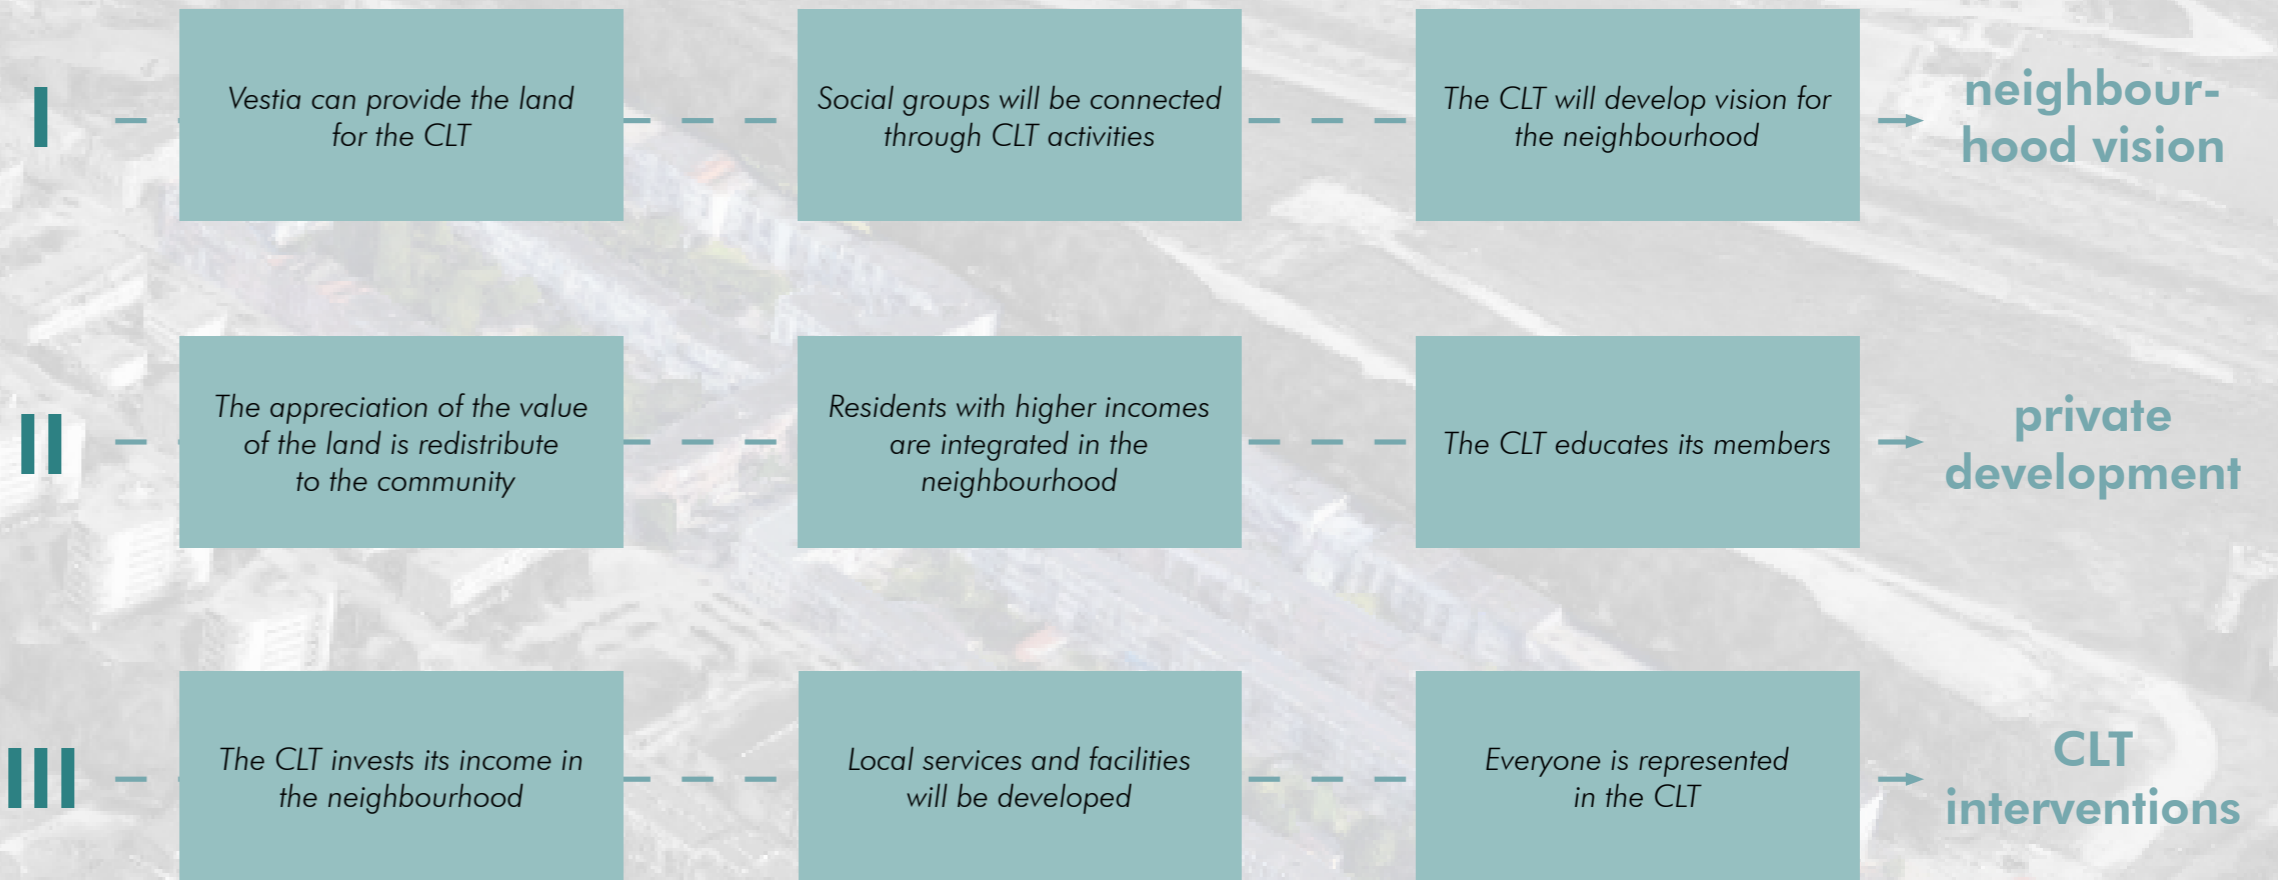 I
Vestia can provide the land
for the CLT
Social groups will be connected
through CLT activities
The CLT will develop vision for
the neighbourhood
neighbour-
hood vision
II
The appreciation of the value
of the land is redistribute
to the community
Residents with higher incomes
are integrated in the
neighbourhood
The CLT educates its members
private
development
III
The CLT invests its income in
the neighbourhood
Local services and facilities
will be developed
Everyone is represented
in the CLT
CLT
interventions